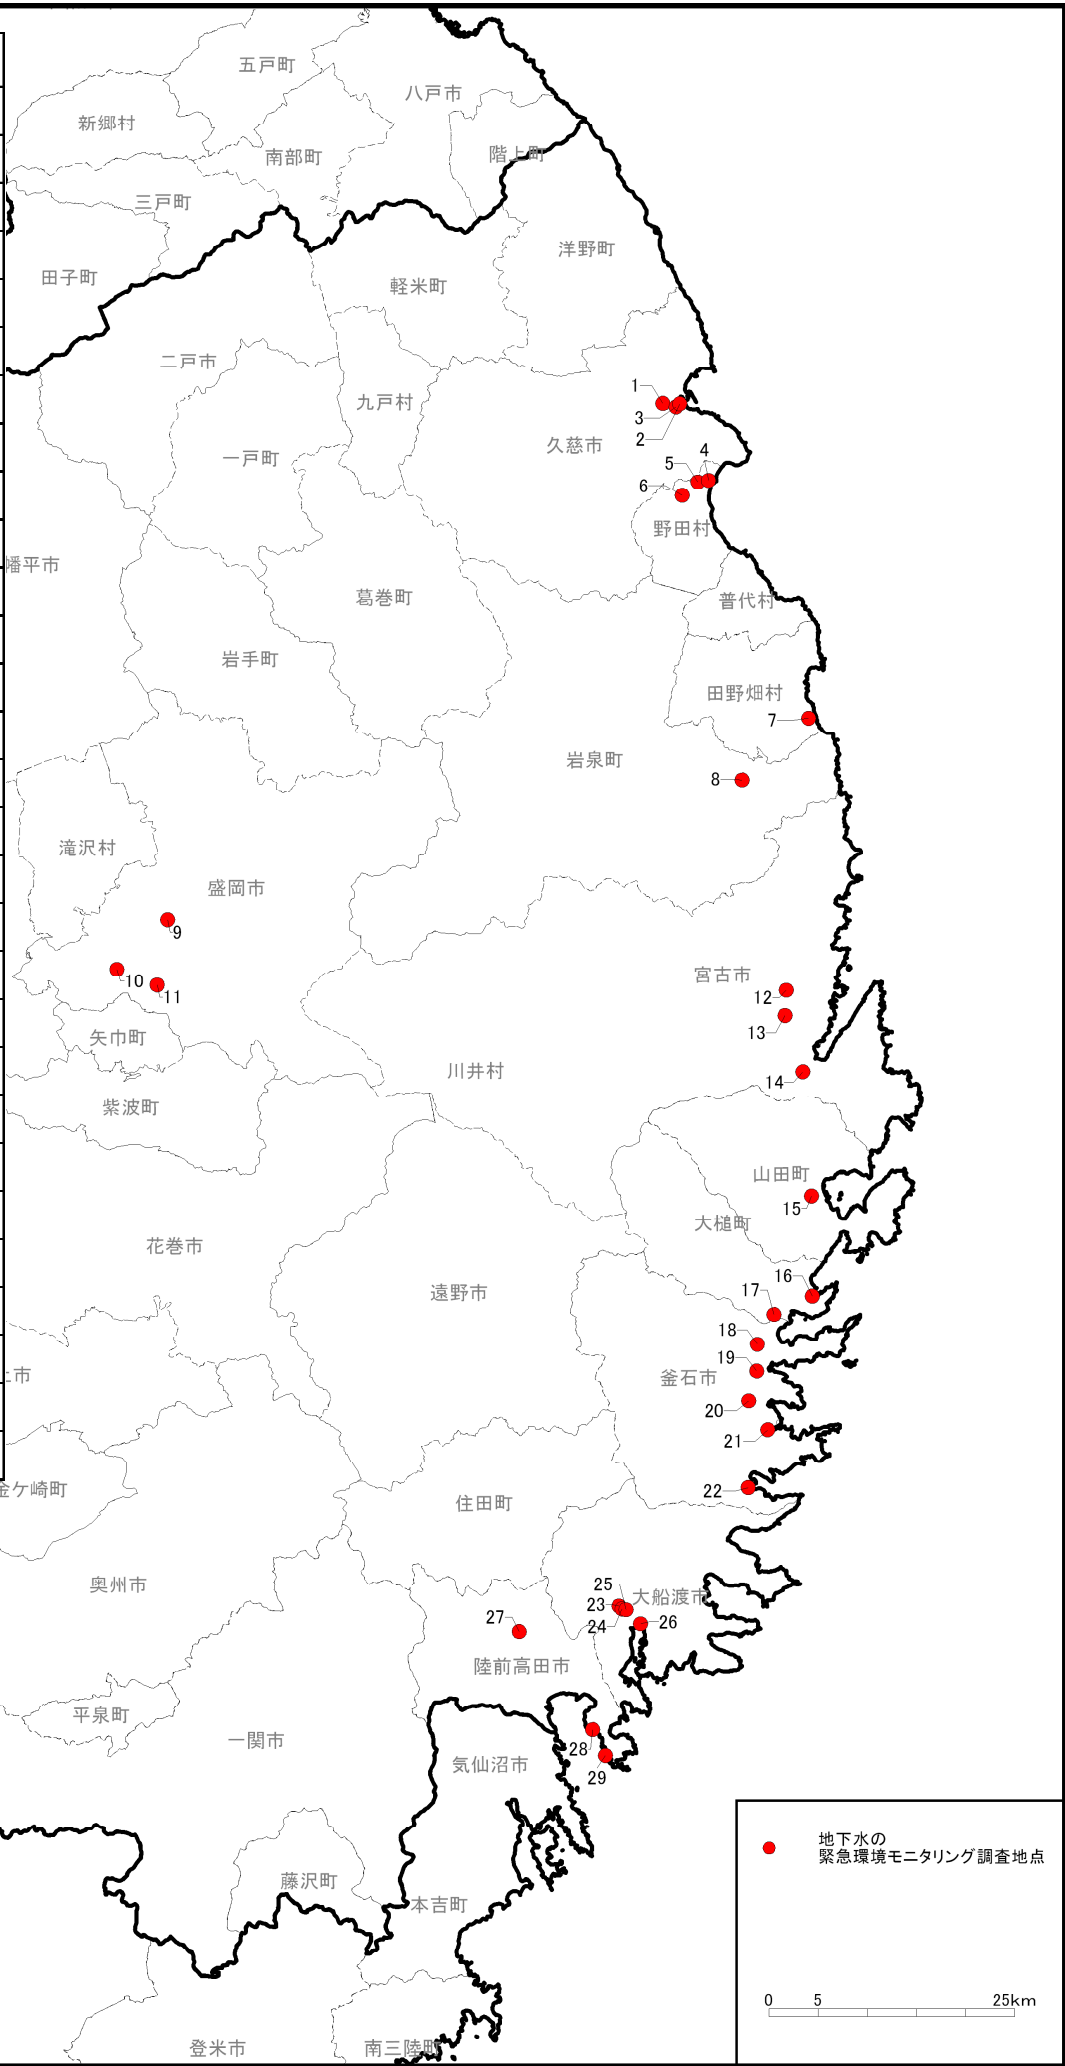 五戸町
八戸市
新郷村
南部町
階上町
三戸町
洋野町
田子町
軽米町
二戸市
1
九戸村
3
2
久慈市
一戸町
4
5
6
野田村
幡平市
葛巻町
普代村
岩手町
田野畑村
7
岩泉町
8
滝沢村
盛岡市
9
宮古市
10
11
12
13
矢巾町
川井村
14
紫波町
山田町
15
大槌町
花巻市
16
遠野市
17
18
19
上市
釜石市
20
21
金ケ崎町
22
住田町
奥州市
25
大船渡市
23
24
26
27
陸前高田市
平泉町
一関市
28
気仙沼市
29
地下水の
緊急環境モニタリング調査地点
藤沢町
本吉町
0 5 25km
登米市
南三陸町